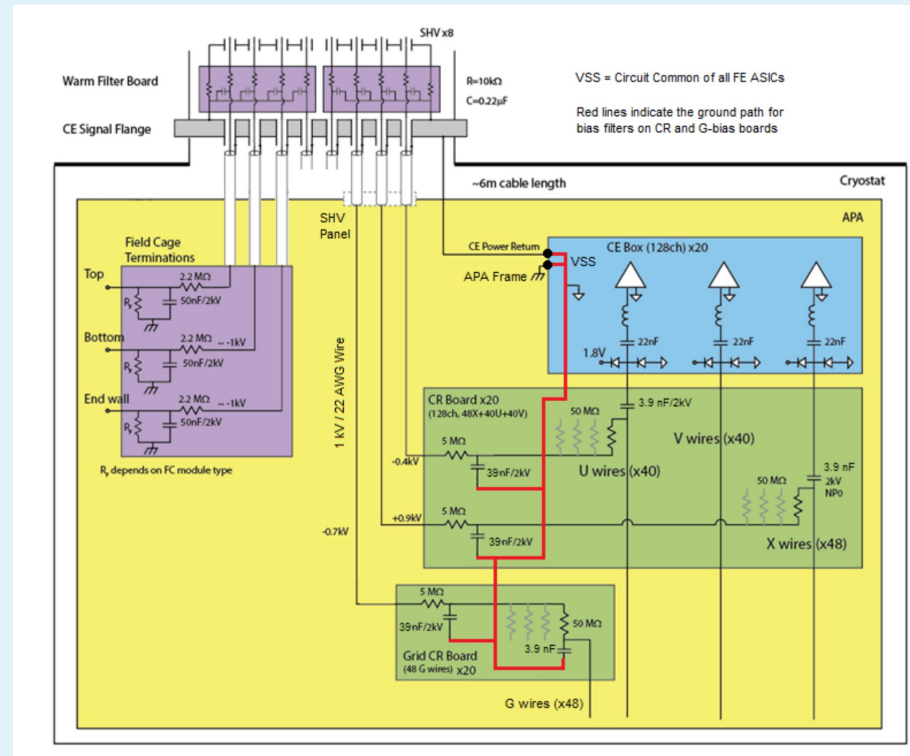 SHV x8
Warm Filter Board
R=10kΩ
C=0.22μF
VSS = Circuit Common of all FE ASICs
Red lines indicate the ground path for
bias filters on CR and G-bias boards
CE Signal Flange
~6m cable length
Cryostat
SHV
Panel
APA
Field Cage
Terminations
CE Power Return
CE Box (128ch) x20
VSS
APA Frame
Top
2.2 MΩ
50nF/2kV
Bottom
2.2 MΩ
~ -1kV
50nF/2kV
End wall
2.2 MΩ
~ -1kV
50nF/2kV
22nF
22nF
22nF
1.8V
1 kV / 22 AWG Wire
CR Board x20
(128ch, 48X+40U+40V)
3.9 nF/2kV
50 MΩ
V wires (x40)
5 MΩ
-0.4kV
39nF/2kV
U wires (x40)
3.9 nF
2kV
NP0
50 MΩ
5 MΩ
+0.9kV
39nF/2kV
X wires (x48)
-0.7kV
5 MΩ
39nF/2kV
50 MΩ
3.9 nF
Grid CR Board
(48 G wires) x20
G wires (x48)